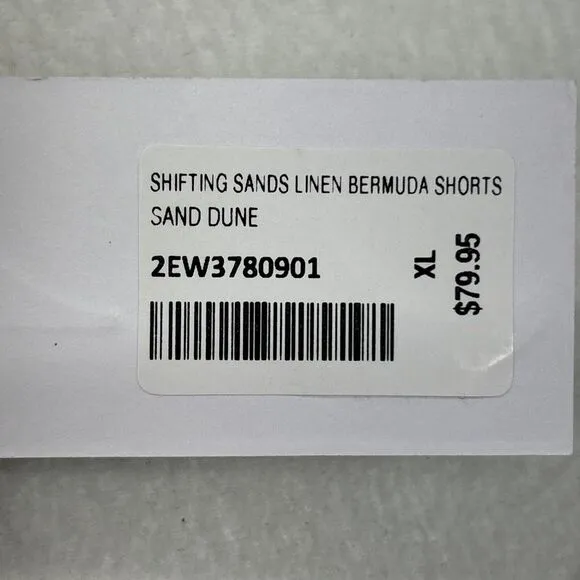 SHIFTING SANDS LINEN BERMUDA SHORTS
SAND DUNE
2EW3780901
XL
$79.95